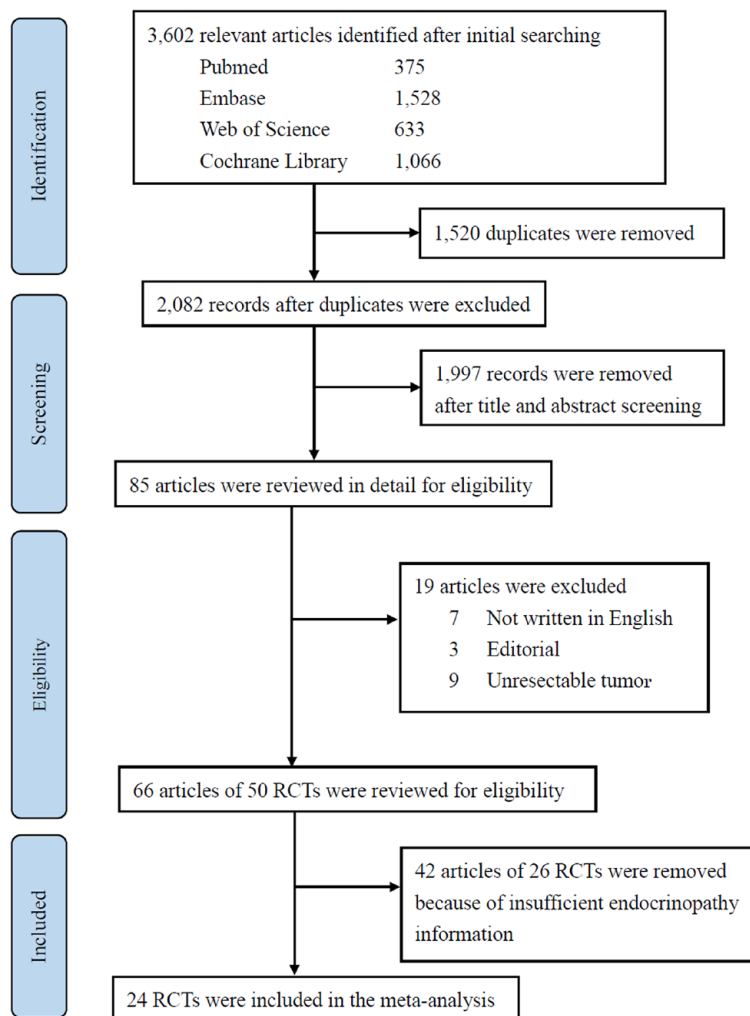 Identification
3,602 relevant articles identified after initial searching
Pubmed 375
Embase 1,528
Web of Science 633
Cochrane Library 1,066
1,520 duplicates were removed
Screening
2,082 records after duplicates were excluded
1,997 records were removed
after title and abstract screening
85 articles were reviewed in detail for eligibility
Eligibility
19 articles were excluded
7 Not written in English
3 Editorial
9 Unresectable tumor
66 articles of 50 RCTs were reviewed for eligibility
Included
42 articles of 26 RCTs were removed
because of insufficient endocrinopathy
information
24 RCTs were included in the meta-analysis